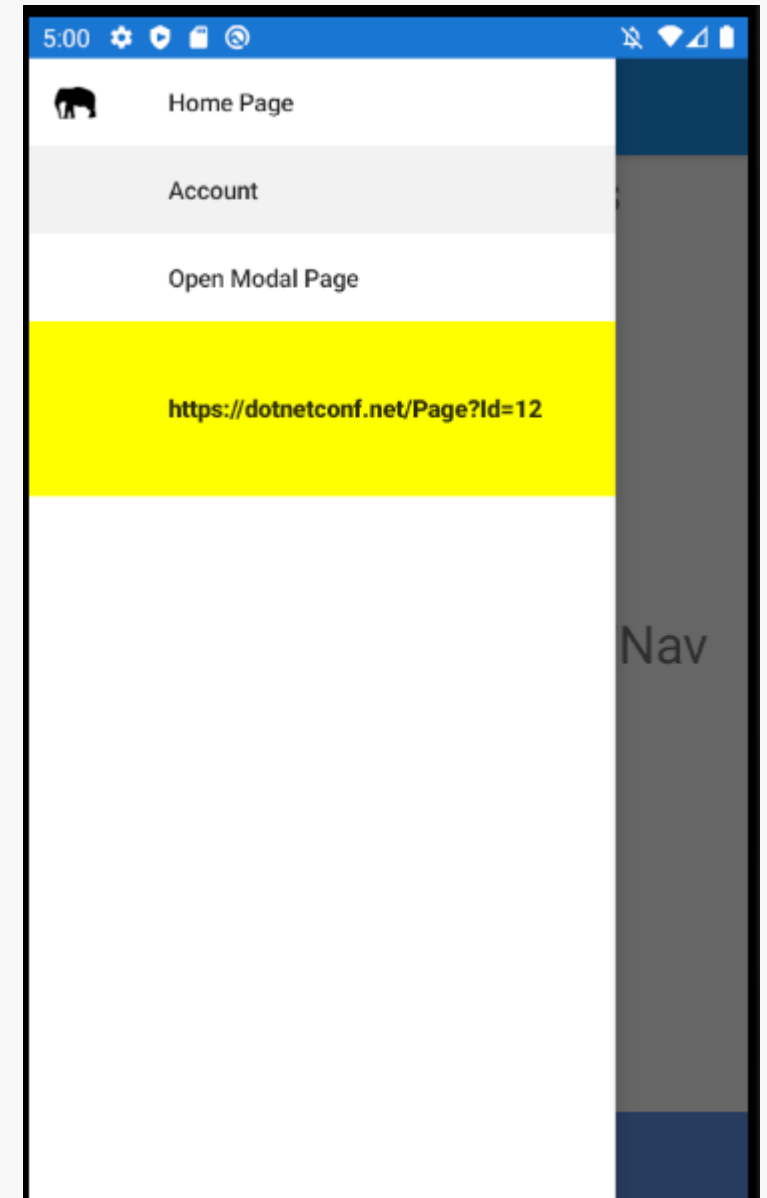 5:00
Home Page
Account
Open Modal Page
https://dotnetconf.net/Page?Id=12
Nav